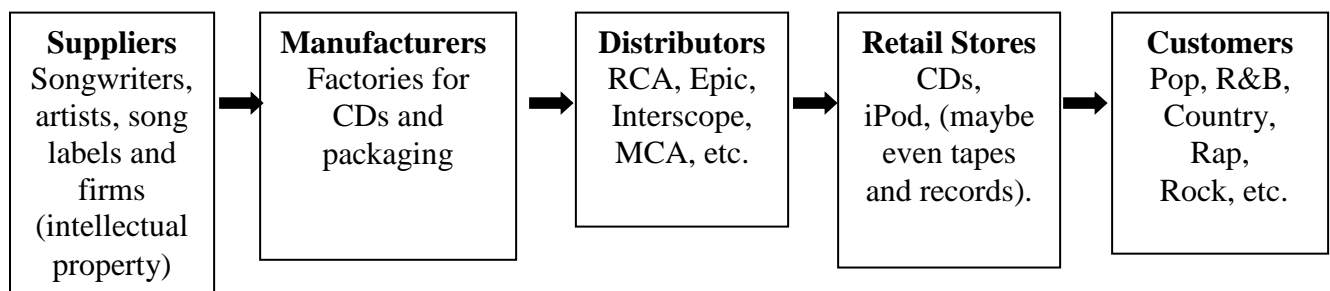 Suppliers
Songwriters,
artists, song
labels and
firms
(intellectual
property)
Manufacturers
Factories for
CDs and
packaging
Distributors
RCA, Epic,
Interscope,
MCA, etc.
Retail Stores
CDs,
iPod, (maybe
even tapes
and records).
Customers
Pop, R&B,
Country,
Rap,
Rock, etc.